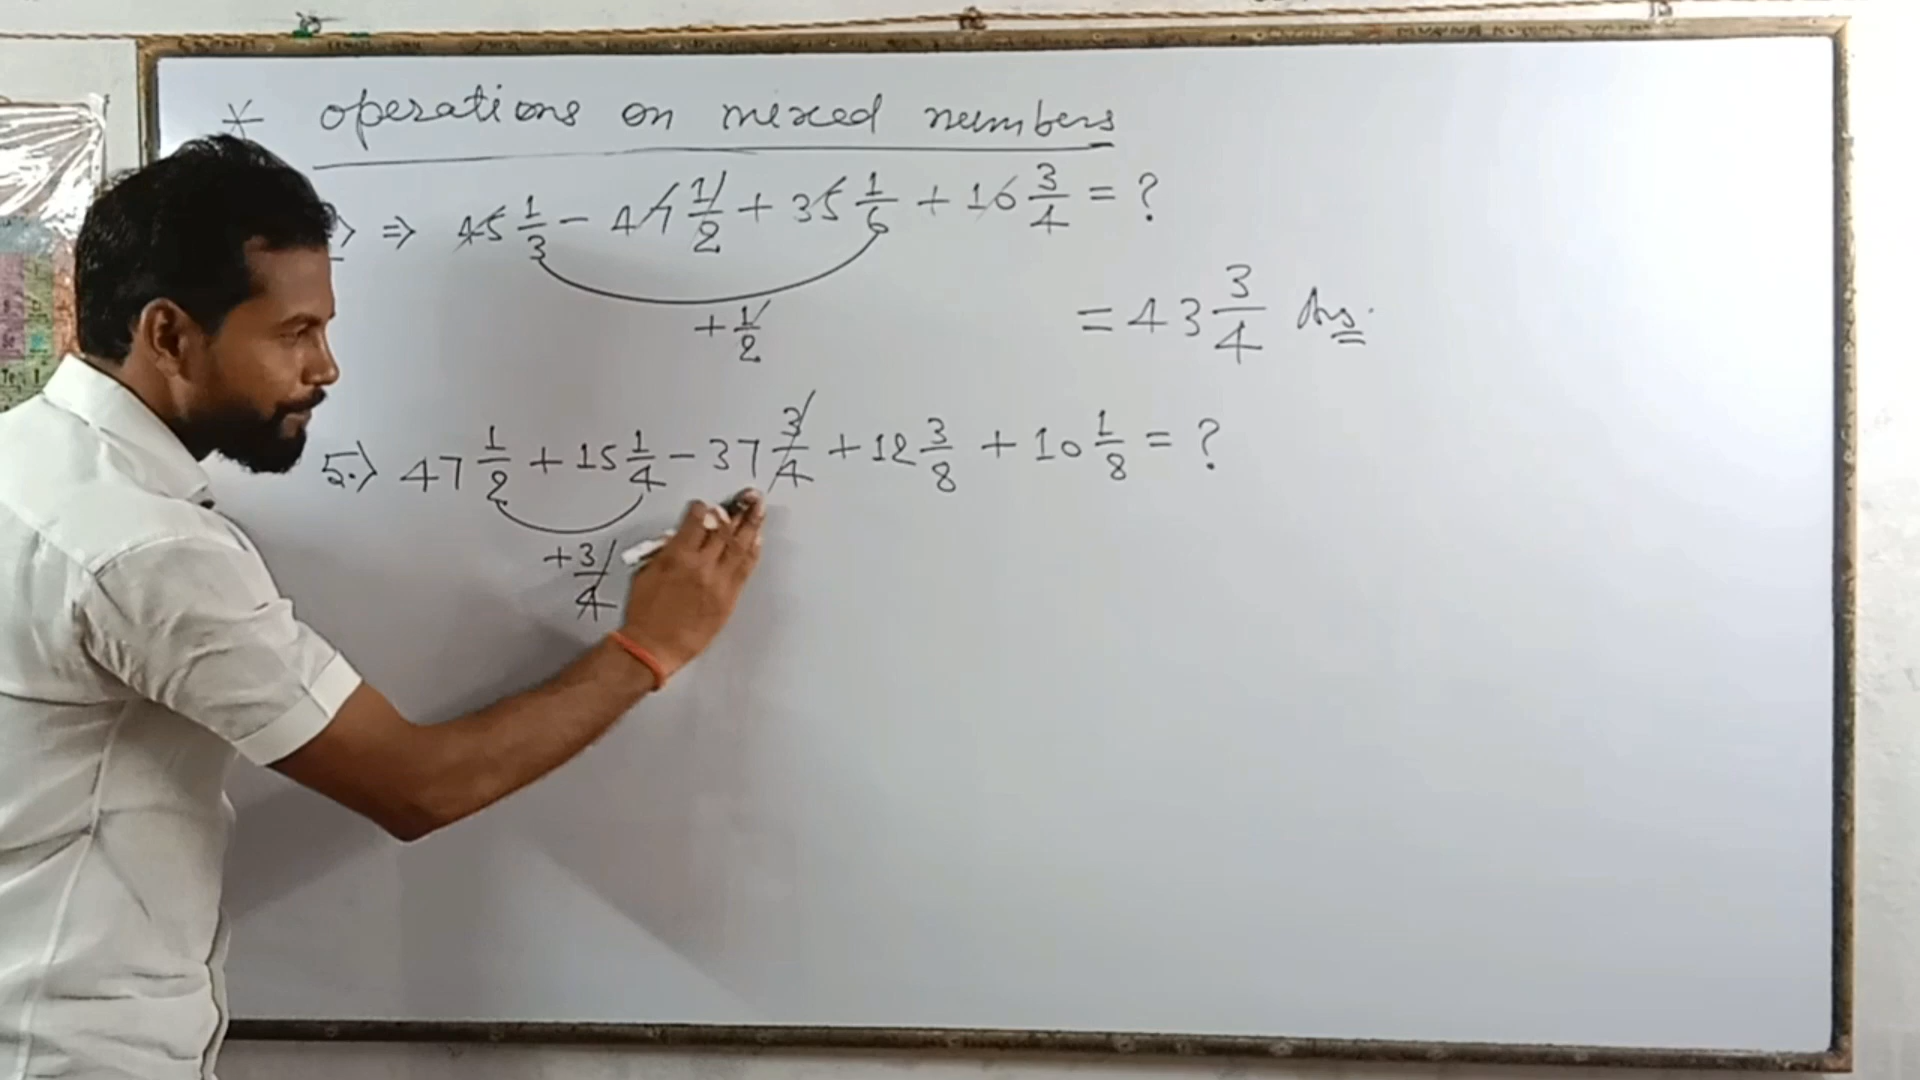 * operations on mixed numbers
⇒ 45 1/3 - 47 1/2 + 35 1/6 + 16 3/4 = ?
+ 1/2
= 43 3/4 Ans.
5.) 47 1/2 + 15 1/4 - 37 3/4 + 12 3/8 + 10 1/8 = ?
+ 3/4